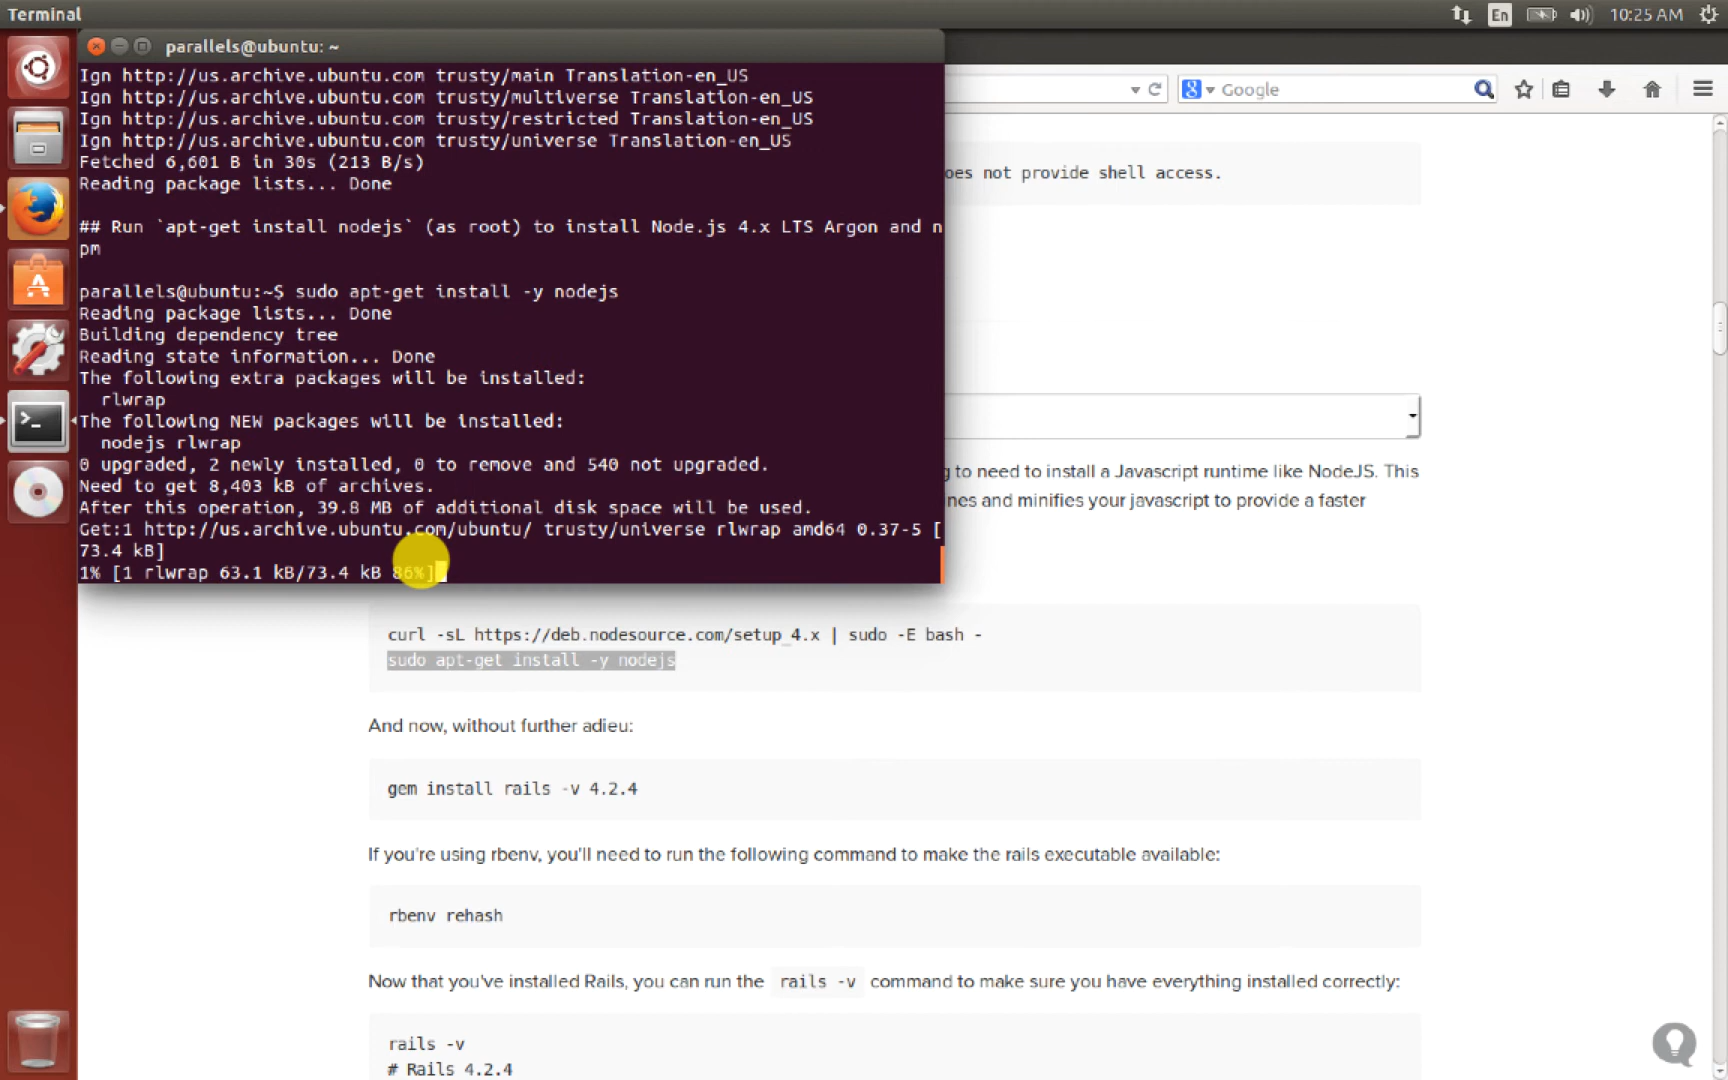 Terminal
En
10:25 AM
parallels@ubuntu: ~
Ign http://us.archive.ubuntu.com trusty/main Translation-en_US
Ign http://us.archive.ubuntu.com trusty/multiverse Translation-en_US
Ign http://us.archive.ubuntu.com trusty/restricted Translation-en_US
Ign http://us.archive.ubuntu.com trusty/universe Translation-en_US
Fetched 6,601 B in 30s (213 B/s)
Reading package lists... Done
## Run `apt-get install nodejs` (as root) to install Node.js 4.x LTS Argon and n
pm
parallels@ubuntu:~$ sudo apt-get install -y nodejs
Reading package lists... Done
Building dependency tree
Reading state information... Done
The following extra packages will be installed:
rlwrap
The following NEW packages will be installed:
nodejs rlwrap
0 upgraded, 2 newly installed, 0 to remove and 540 not upgraded.
Need to get 8,403 kB of archives.
After this operation, 39.8 MB of additional disk space will be used.
Get:1 http://us.archive.ubuntu.com/ubuntu/ trusty/universe rlwrap amd64 0.37-5 [
73.4 kB]
1% [1 rlwrap 63.1 kB/73.4 kB 86%]
Google
oes not provide shell access.
g to need to install a Javascript runtime like NodeJS. This
nes and minifies your javascript to provide a faster
curl -sL https://deb.nodesource.com/setup_4.x | sudo -E bash -
sudo apt-get install -y nodejs
And now, without further adieu:
gem install rails -v 4.2.4
If you're using rbenv, you'll need to run the following command to make the rails executable available:
rbenv rehash
Now that you've installed Rails, you can run the rails -v command to make sure you have everything installed correctly:
rails -v
# Rails 4.2.4